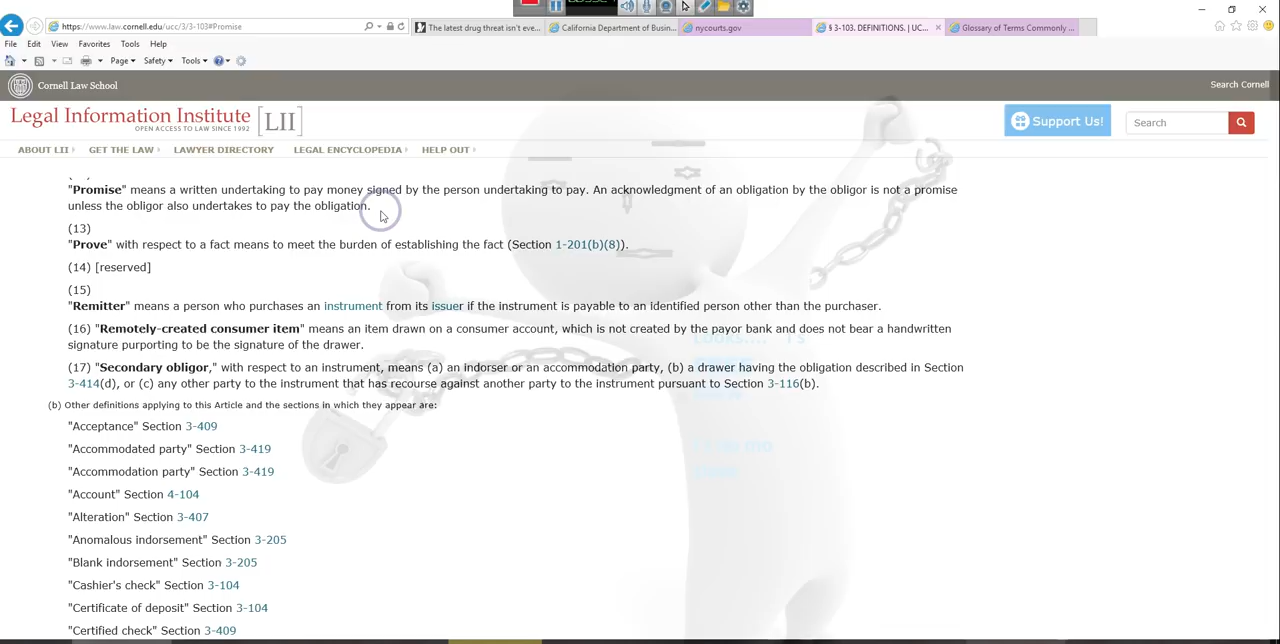 https://www.law.cornell.edu/ucc/3/3-103#Promise
The latest drug threat isn't eve...
California Department of Busin...
nycourts.gov
§ 3-103. DEFINITIONS. | UC...
Glossary of Terms Commonly ...
File Edit View Favorites Tools Help
Page Safety Tools
Cornell Law School
Search Cornell
Legal Information Institute [LII]
OPEN ACCESS TO LAW SINCE 1992
Support Us!
Search
ABOUT LII GET THE LAW LAWYER DIRECTORY LEGAL ENCYCLOPEDIA HELP OUT
"Promise" means a written undertaking to pay money signed by the person undertaking to pay. An acknowledgment of an obligation by the obligor is not a promise
unless the obligor also undertakes to pay the obligation.
(13)
"Prove" with respect to a fact means to meet the burden of establishing the fact (Section 1-201(b)(8)).
(14) [reserved]
(15)
"Remitter" means a person who purchases an instrument from its issuer if the instrument is payable to an identified person other than the purchaser.
(16) "Remotely-created consumer item" means an item drawn on a consumer account, which is not created by the payor bank and does not bear a handwritten
signature purporting to be the signature of the drawer.
(17) "Secondary obligor," with respect to an instrument, means (a) an indorser or an accommodation party, (b) a drawer having the obligation described in Section
3-414(d), or (c) any other party to the instrument that has recourse against another party to the instrument pursuant to Section 3-116(b).
(b) Other definitions applying to this Article and the sections in which they appear are:
"Acceptance" Section 3-409
"Accommodated party" Section 3-419
"Accommodation party" Section 3-419
"Account" Section 4-104
"Alteration" Section 3-407
"Anomalous indorsement" Section 3-205
"Blank indorsement" Section 3-205
"Cashier's check" Section 3-104
"Certificate of deposit" Section 3-104
"Certified check" Section 3-409